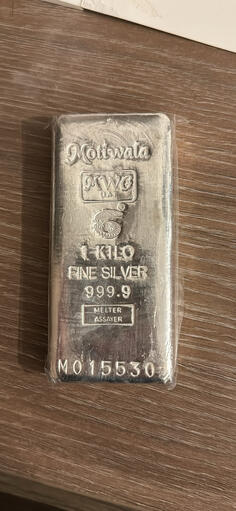 Motiwala
MWC
1 KILO
FINE SILVER
999.9
MELTER
ASSAYER
M015530